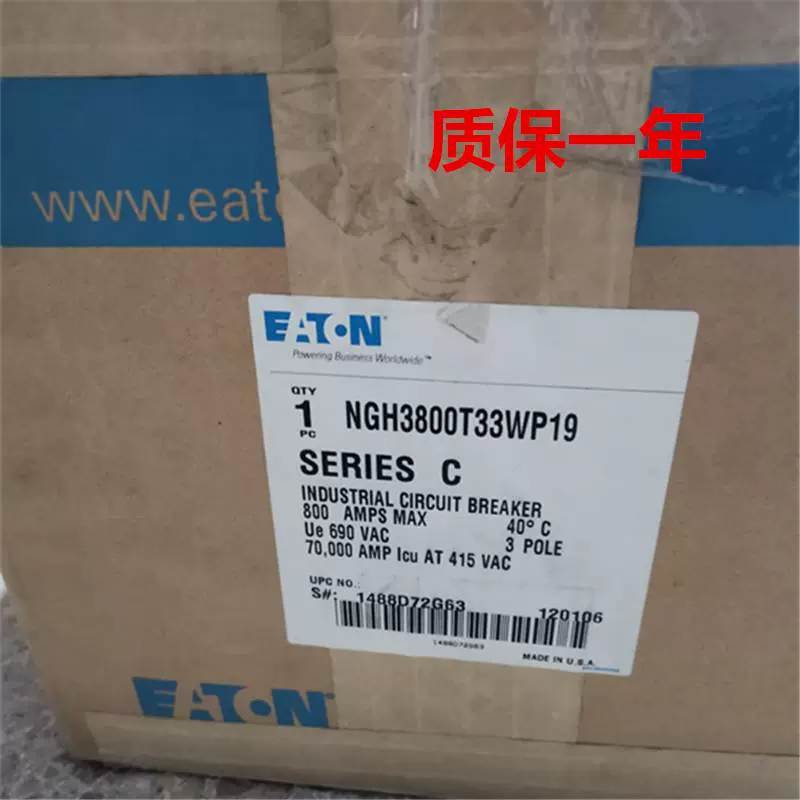 质保一年
www.eat
EATON
Powering Business Worldwide™
QTY
1
PC
NGH3800T33WP19
SERIES C
INDUSTRIAL CIRCUIT BREAKER
800 AMPS MAX 40° C
Ue 690 VAC 3 POLE
70,000 AMP Icu AT 415 VAC
UPC NO.:
S#: 1488D72G63 120106
1488D72G63
MADE IN U.S.A.
EATON